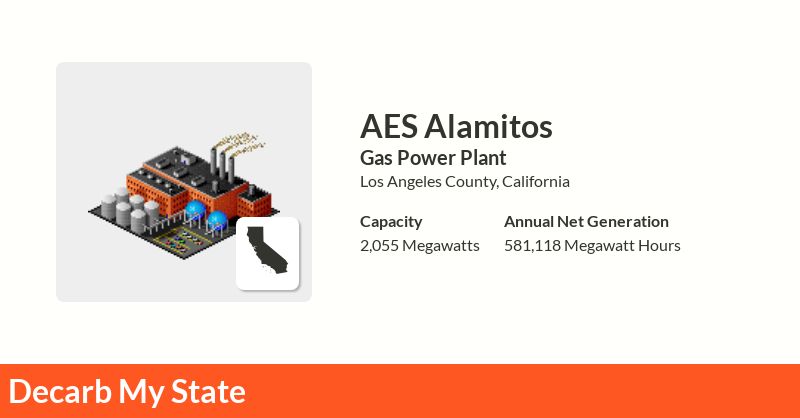 AES Alamitos
Gas Power Plant
Los Angeles County, California
Capacity
2,055 Megawatts
Annual Net Generation
581,118 Megawatt Hours
Decarb My State